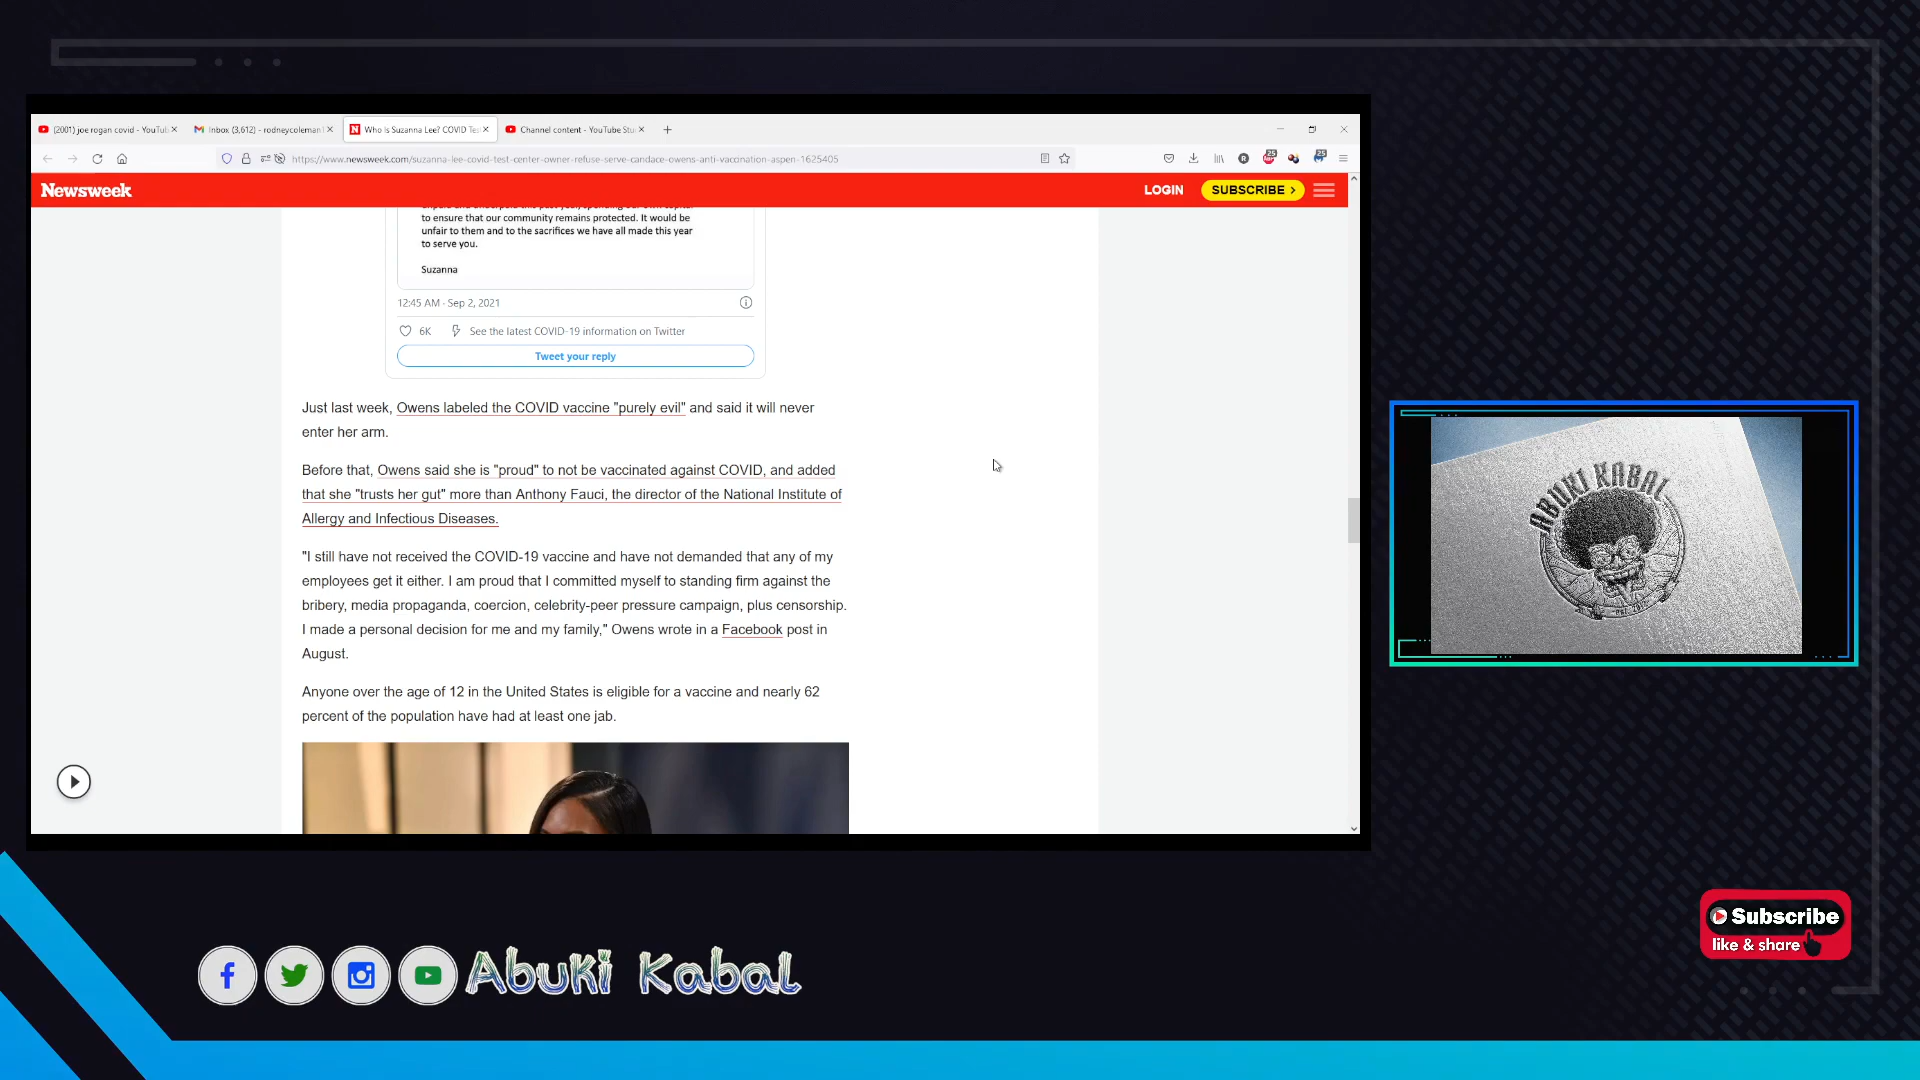 (2001) joe rogan covid - YouTub
Inbox (3,612) - rodneycoleman
Who Is Suzanna Lee? COVID Te
Channel content - YouTube Stu
https://www.newsweek.com/suzanna-lee-covid-test-center-owner-refuse-serve-candace-owens-anti-vaccination-aspen-1625405
25
25
Newsweek
LOGIN
SUBSCRIBE >
to ensure that our community remains protected. It would be
unfair to them and to the sacrifices we have all made this year
to serve you.
Suzanna
12:45 AM · Sep 2, 2021
6K
See the latest COVID-19 information on Twitter
Tweet your reply
Just last week, Owens labeled the COVID vaccine "purely evil" and said it will never
enter her arm.
Before that, Owens said she is "proud" to not be vaccinated against COVID, and added
that she "trusts her gut" more than Anthony Fauci, the director of the National Institute of
Allergy and Infectious Diseases.
"I still have not received the COVID-19 vaccine and have not demanded that any of my
employees get it either. I am proud that I committed myself to standing firm against the
bribery, media propaganda, coercion, celebrity-peer pressure campaign, plus censorship.
I made a personal decision for me and my family," Owens wrote in a Facebook post in
August.
Anyone over the age of 12 in the United States is eligible for a vaccine and nearly 62
percent of the population have had at least one jab.
ABUKI KABAL
Subscribe
like & share
Abuki Kabal